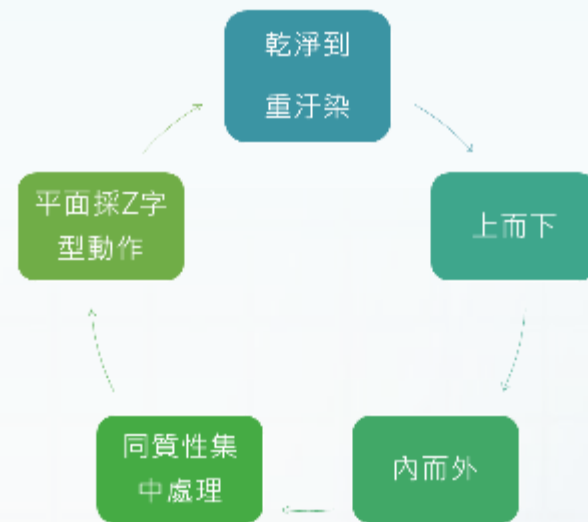 乾淨到
重汙染
上而下
內而外
同質性集
中處理
平面採Z字
型動作